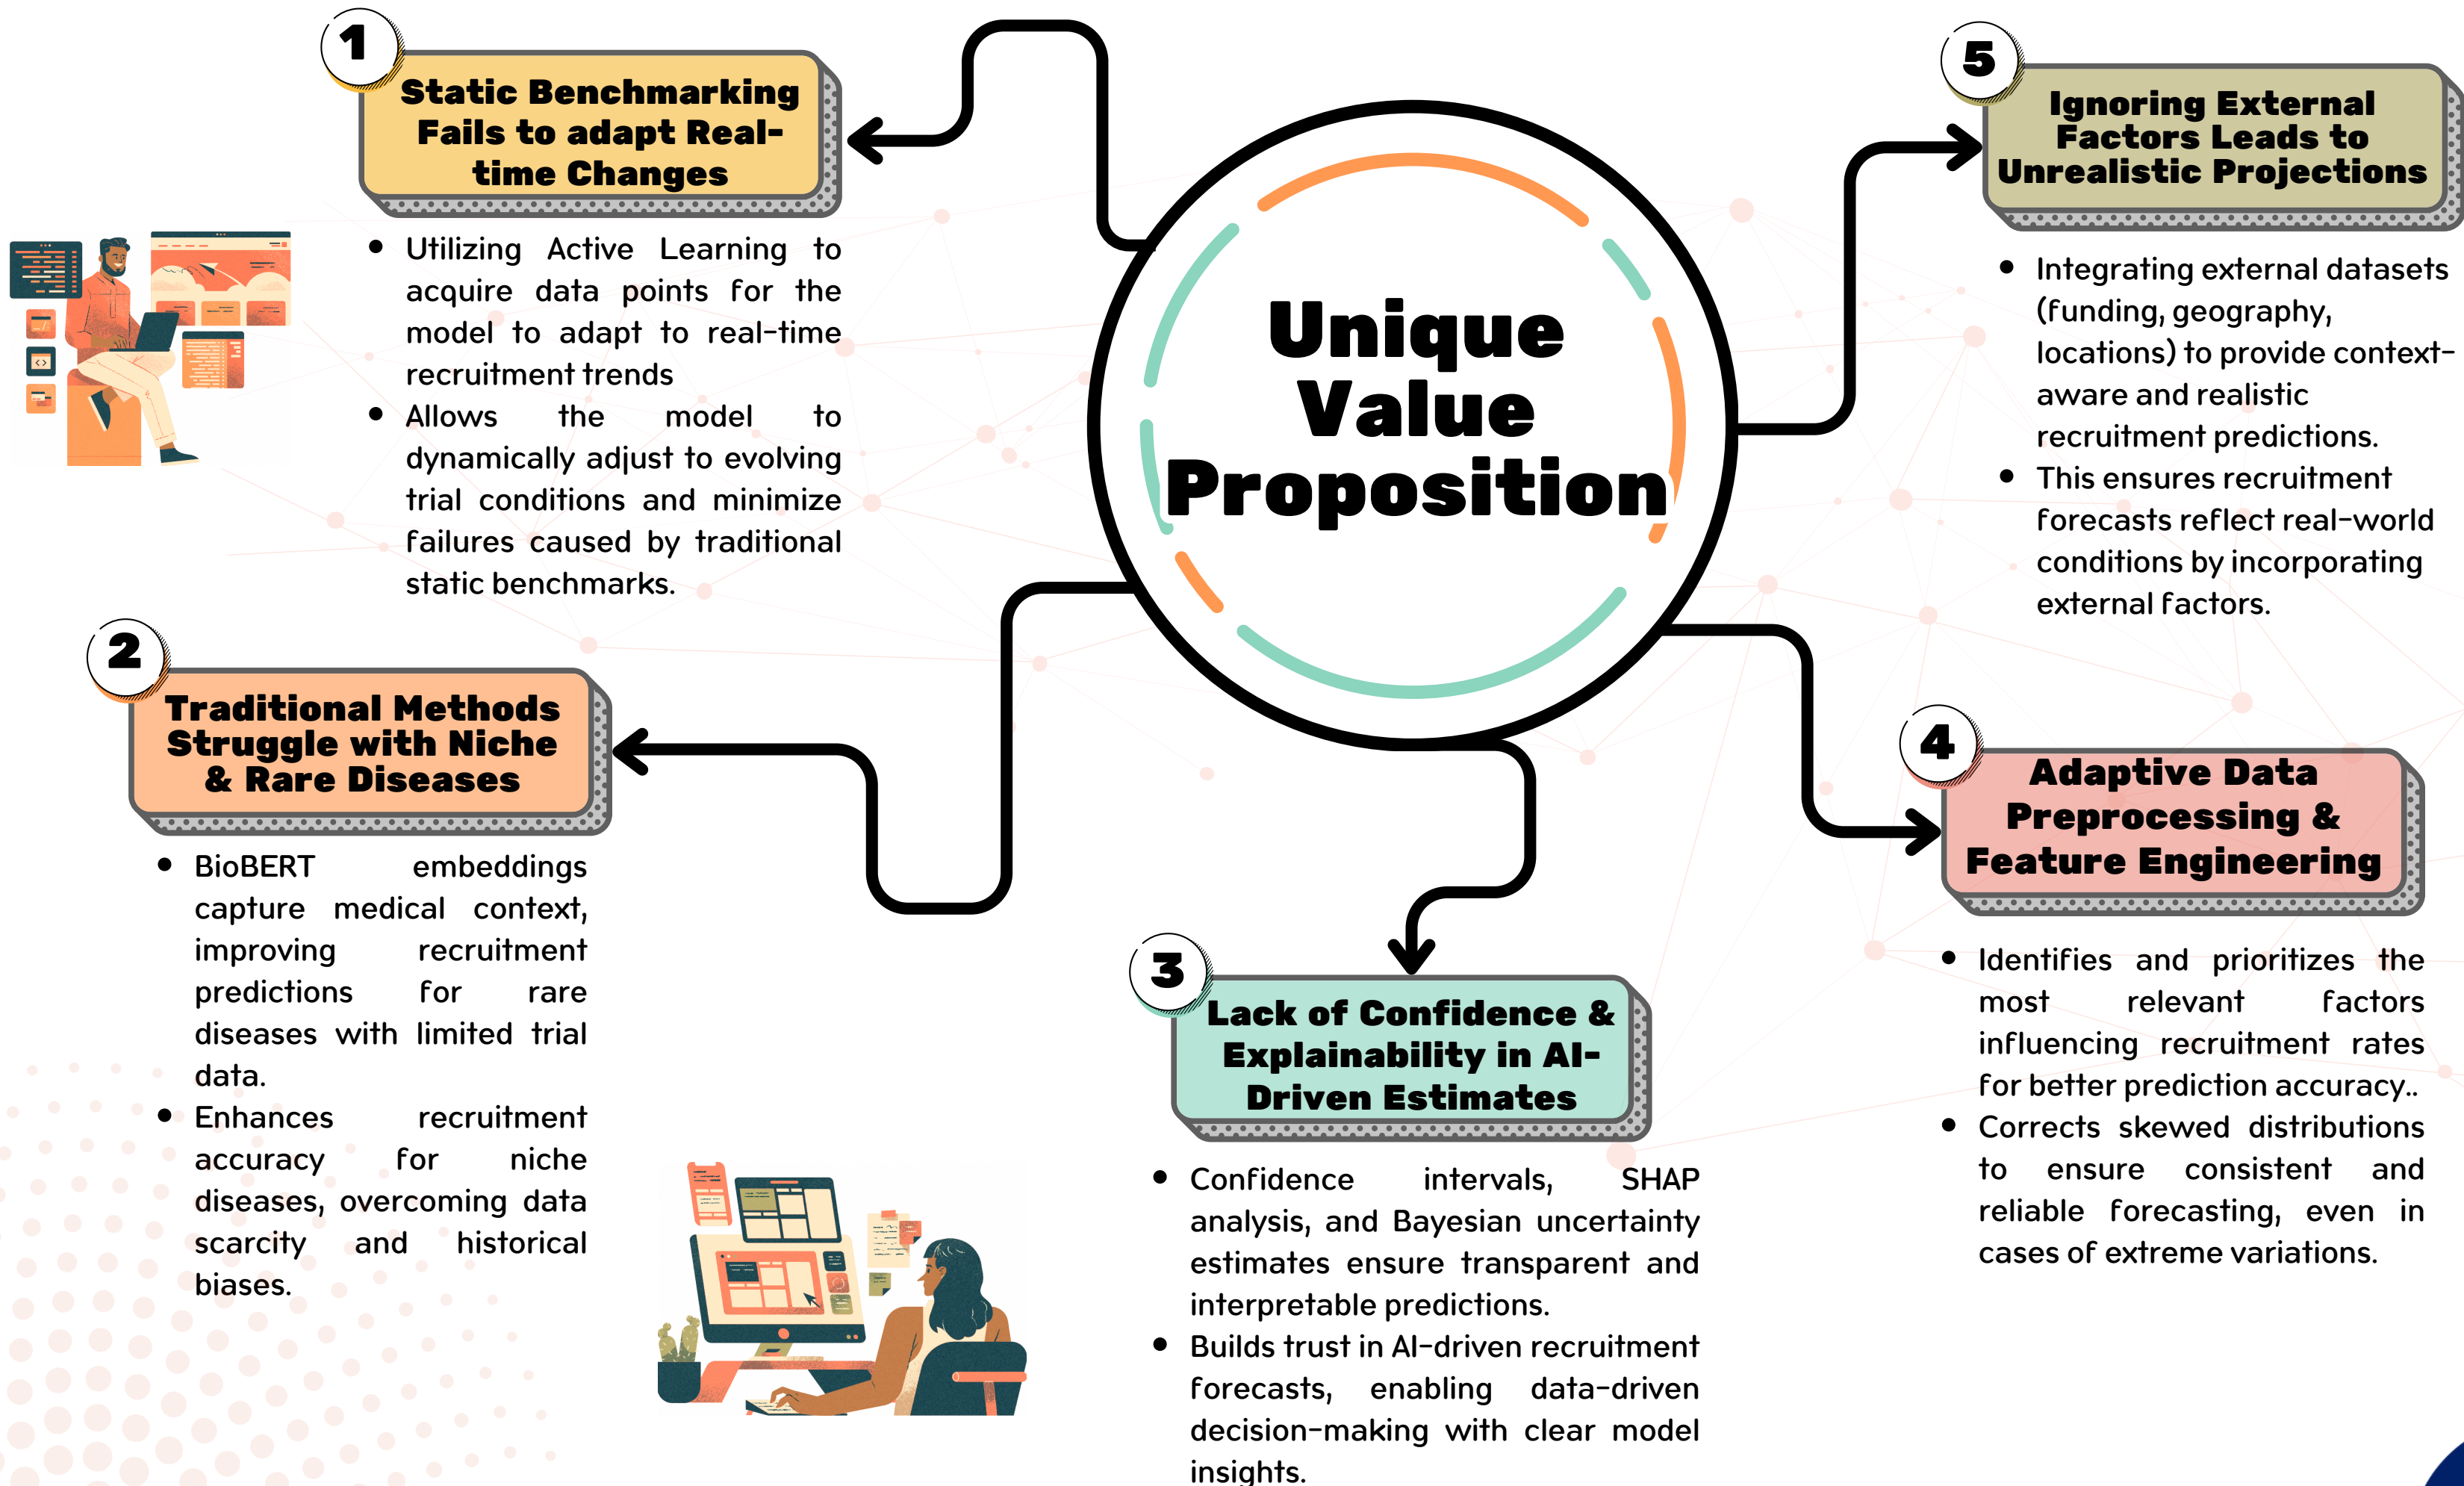 Unique
Value
Proposition
1
Static Benchmarking
Fails to adapt Real-
time Changes
• Utilizing Active Learning to
acquire data points for the
model to adapt to real-time
recruitment trends
• Allows the model to
dynamically adjust to evolving
trial conditions and minimize
failures caused by traditional
static benchmarks.
2
Traditional Methods
Struggle with Niche
& Rare Diseases
• BioBERT embeddings
capture medical context,
improving recruitment
predictions for rare
diseases with limited trial
data.
• Enhances recruitment
accuracy for niche
diseases, overcoming data
scarcity and historical
biases.
3
Lack of Confidence &
Explainability in AI-
Driven Estimates
• Confidence intervals, SHAP
analysis, and Bayesian uncertainty
estimates ensure transparent and
interpretable predictions.
• Builds trust in AI-driven recruitment
forecasts, enabling data-driven
decision-making with clear model
insights.
4
Adaptive Data
Preprocessing &
Feature Engineering
• Identifies and prioritizes the
most relevant factors
influencing recruitment rates
for better prediction accuracy..
• Corrects skewed distributions
to ensure consistent and
reliable forecasting, even in
cases of extreme variations.
5
Ignoring External
Factors Leads to
Unrealistic Projections
• Integrating external datasets
(funding, geography,
locations) to provide context-
aware and realistic
recruitment predictions.
• This ensures recruitment
forecasts reflect real-world
conditions by incorporating
external factors.